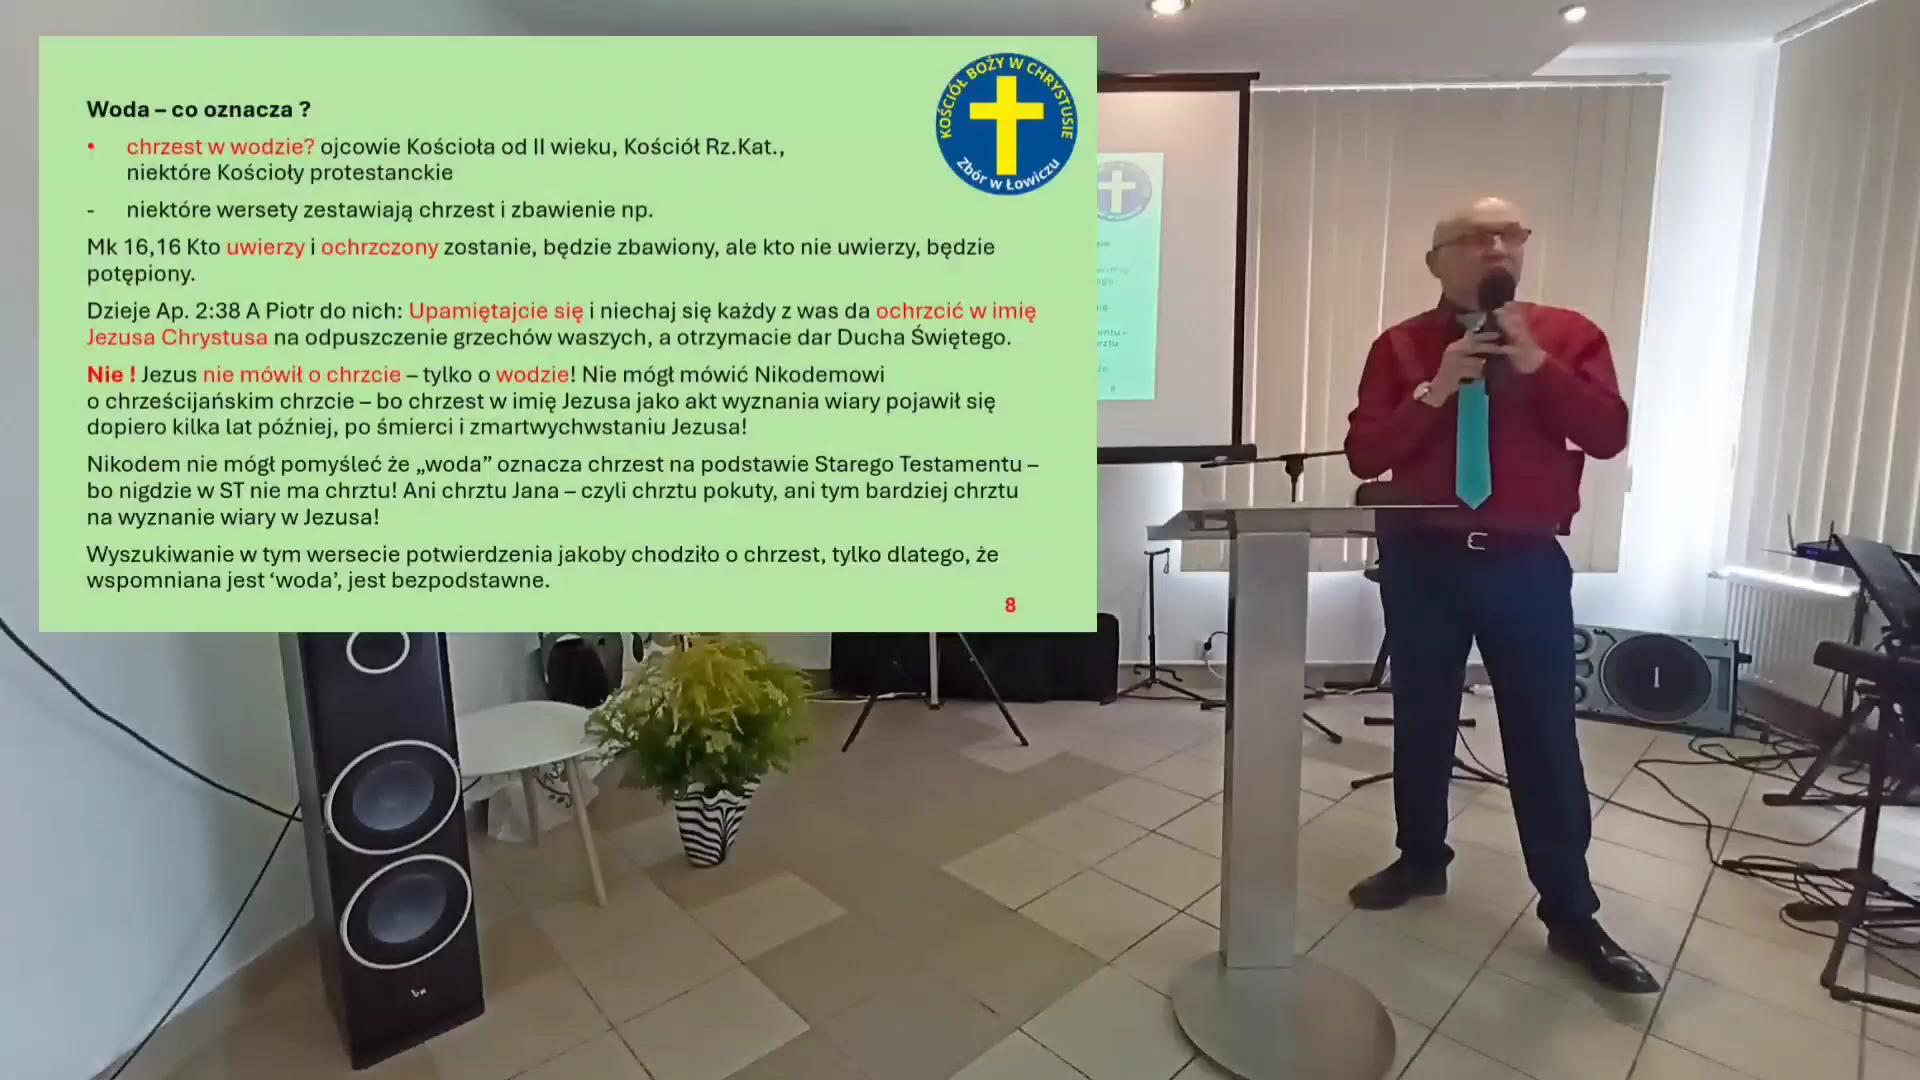 KOŚCIÓŁ BOŻY W CHRYSTUSIE
Zbór w Łowiczu
Woda – co oznacza ?
• chrzest w wodzie? ojcowie Kościoła od II wieku, Kościół Rz.Kat.,
niektóre Kościoły protestanckie
- niektóre wersety zestawiają chrzest i zbawienie np.
Mk 16,16 Kto uwierzy i ochrzczony zostanie, będzie zbawiony, ale kto nie uwierzy, będzie
potępiony.
Dzieje Ap. 2:38 A Piotr do nich: Upamiętajcie się i niechaj się każdy z was da ochrzcić w imię
Jezusa Chrystusa na odpuszczenie grzechów waszych, a otrzymacie dar Ducha Świętego.
Nie ! Jezus nie mówił o chrzcie – tylko o wodzie! Nie mógł mówić Nikodemowi
o chrześcijańskim chrzcie – bo chrzest w imię Jezusa jako akt wyznania wiary pojawił się
dopiero kilka lat później, po śmierci i zmartwychwstaniu Jezusa!
Nikodem nie mógł pomyśleć że „woda” oznacza chrzest na podstawie Starego Testamentu –
bo nigdzie w ST nie ma chrztu! Ani chrztu Jana – czyli chrztu pokuty, ani tym bardziej chrztu
na wyznanie wiary w Jezusa!
Wyszukiwanie w tym wersecie potwierdzenia jakoby chodziło o chrzest, tylko dlatego, że
wspomniana jest ‘woda’, jest bezpodstawne.
8